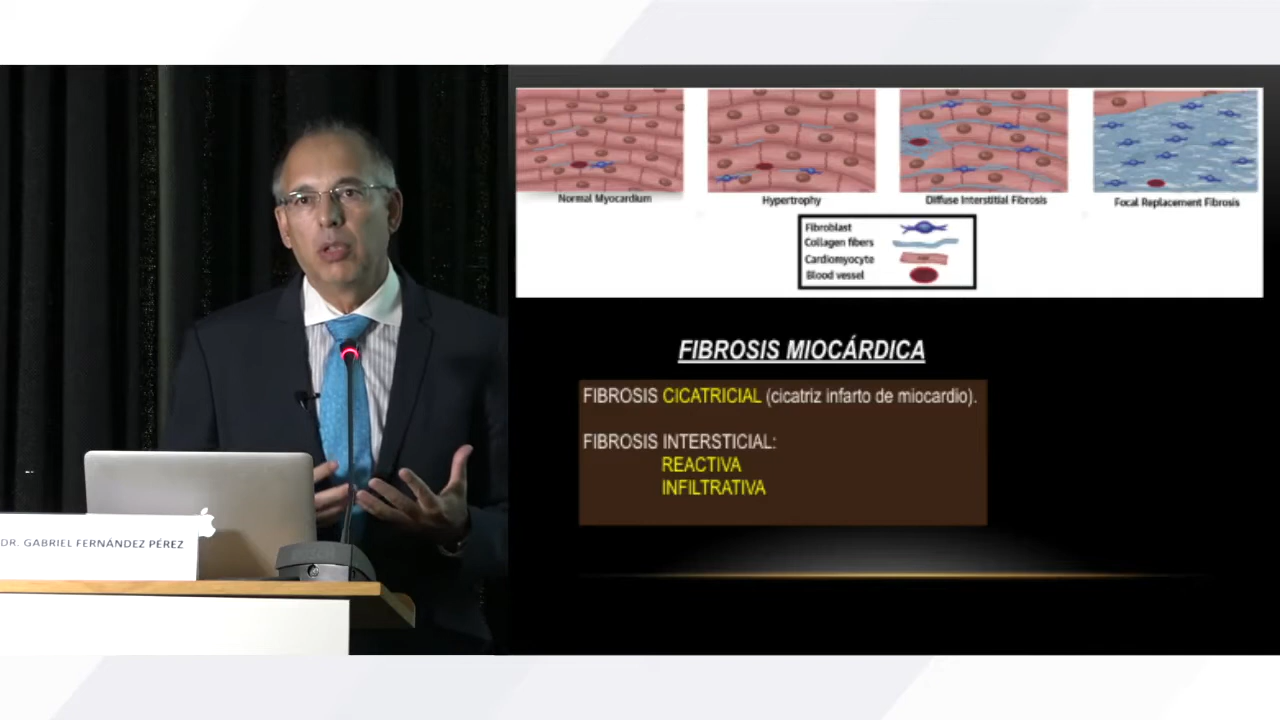 Normal Myocardium
Hypertrophy
Diffuse Interstitial Fibrosis
Focal Replacement Fibrosis
Fibroblast
Collagen fibers
Cardiomyocyte
Blood vessel
FIBROSIS MIOCÁRDICA
FIBROSIS CICATRICIAL (cicatriz infarto de miocardio).
FIBROSIS INTERSTICIAL:
REACTIVA
INFILTRATIVA
DR. GABRIEL FERNÁNDEZ PÉREZ